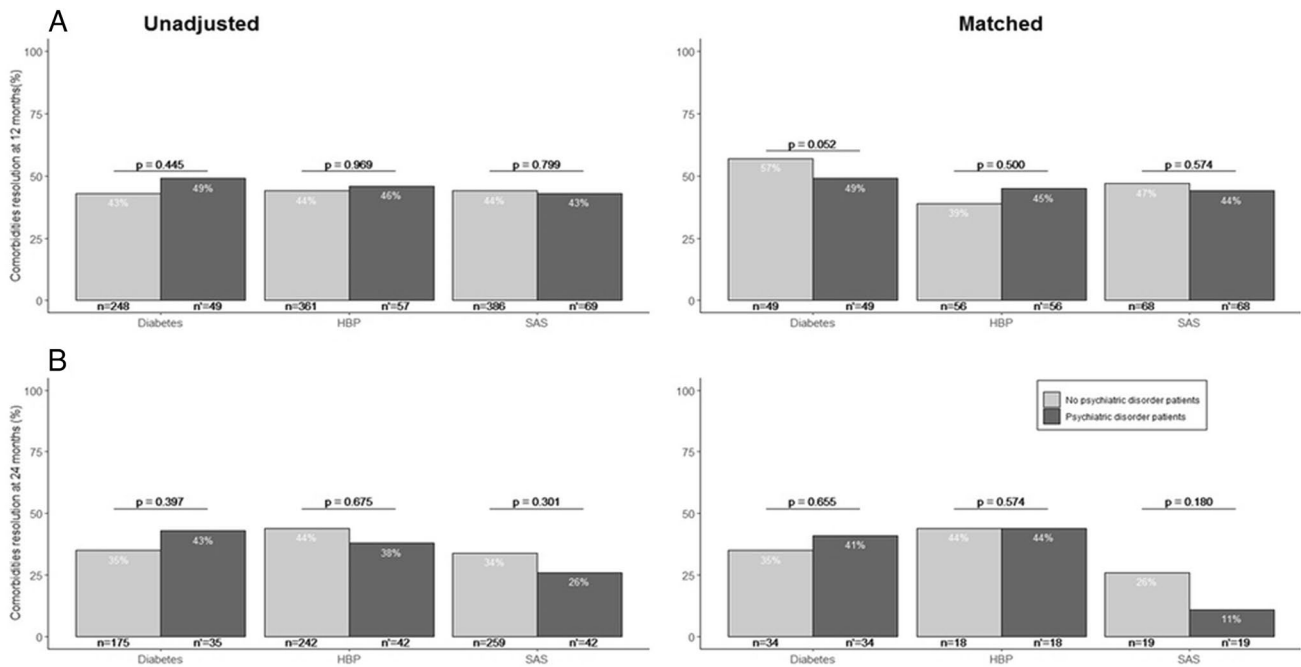 A
Unadjusted
Matched
Comorbidities resolution at 12 months(%)
100
75
50
25
0
p = 0.445
p = 0.969
p = 0.799
43%
49%
44%
46%
44%
43%
n=248
n'=49
n=361
n'=57
n=386
n'=69
Diabetes
HBP
SAS
100
75
50
25
0
p = 0.052
p = 0.500
p = 0.574
57%
49%
39%
45%
47%
44%
n=49
n'=49
n=56
n'=56
n=68
n'=68
Diabetes
HBP
SAS
B
Comorbidities resolution at 24 months (%)
100
75
50
25
0
p = 0.397
p = 0.675
p = 0.301
35%
43%
44%
38%
34%
26%
n=175
n'=35
n=242
n'=42
n=259
n'=42
Diabetes
HBP
SAS
100
75
50
25
0
No psychiatric disorder patients
Psychiatric disorder patients
p = 0.655
p = 0.574
p = 0.180
35%
41%
44%
44%
26%
11%
n=34
n'=34
n=18
n'=18
n=19
n'=19
Diabetes
HBP
SAS